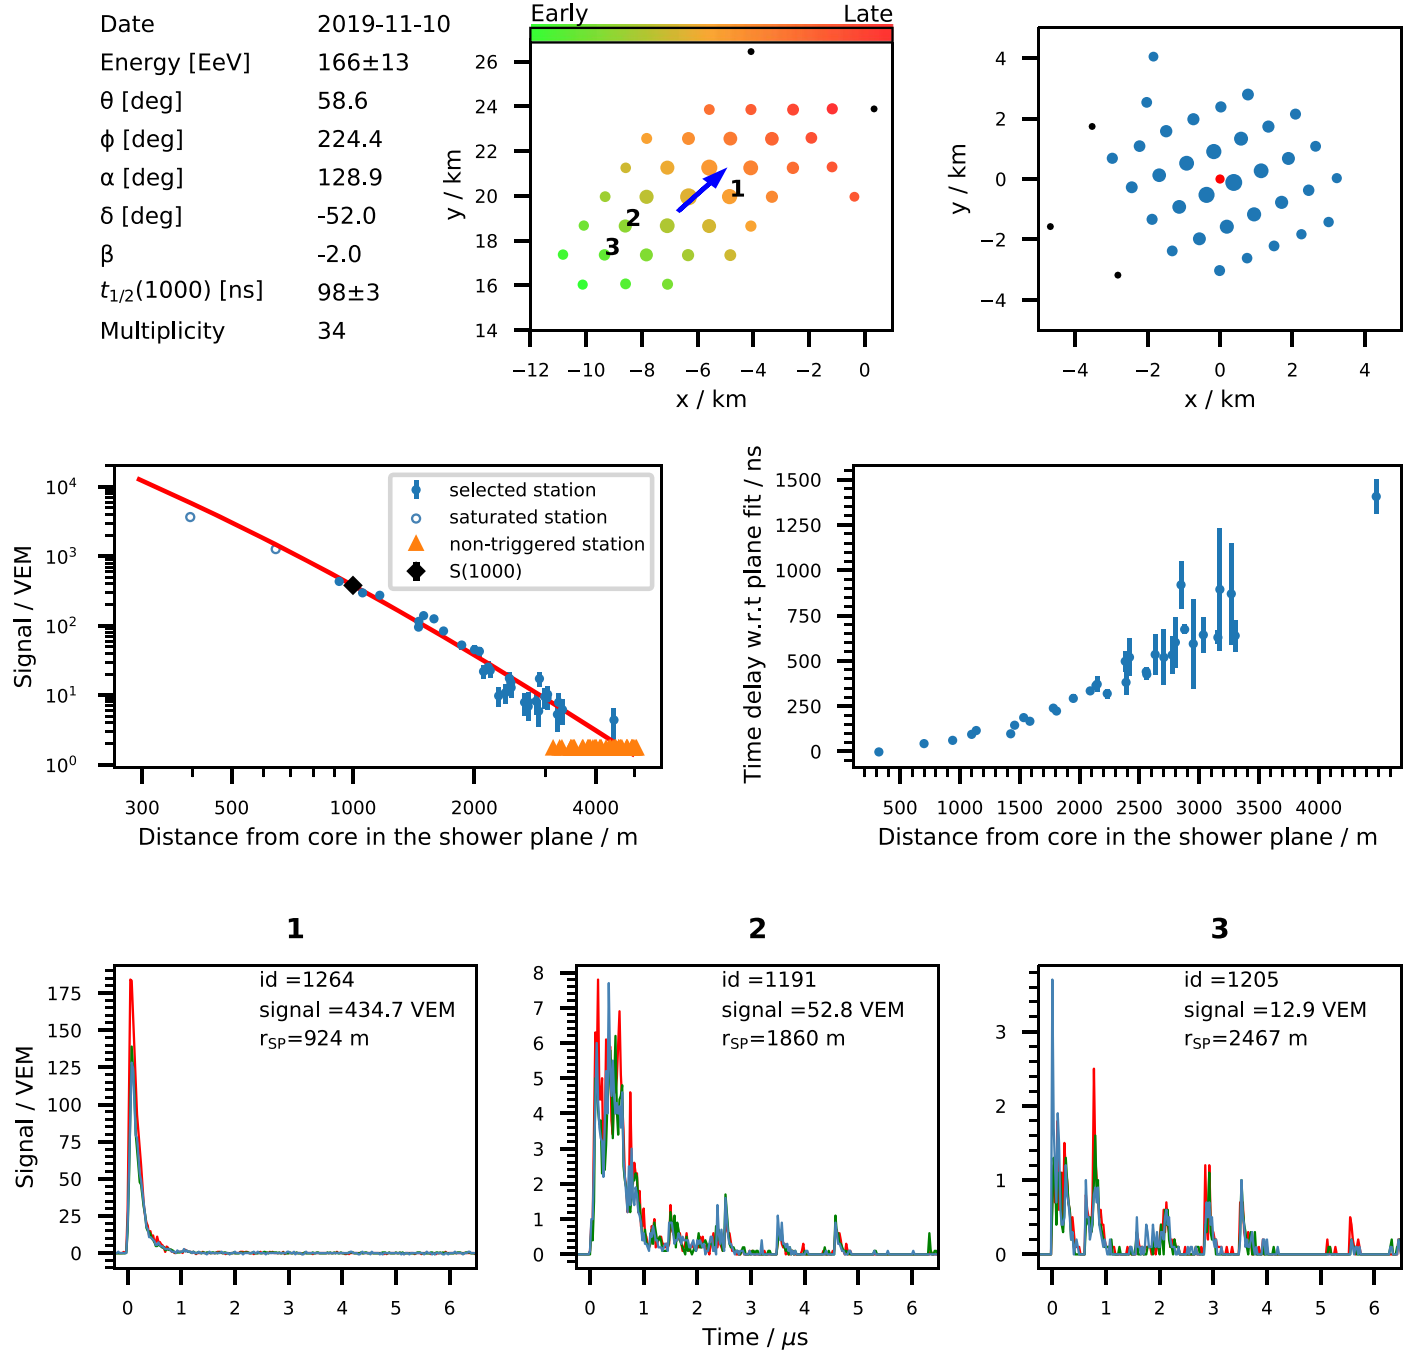 Date 2019-11-10
Energy [EeV] 166±13
θ [deg] 58.6
ϕ [deg] 224.4
α [deg] 128.9
δ [deg] -52.0
β -2.0
t1/2(1000) [ns] 98±3
Multiplicity 34
Early Late
26
24
22
20
18
16
14
y / km
1
2
3
−12 −10 −8 −6 −4 −2 0
x / km
4
2
0
−2
−4
y / km
−4 −2 0 2 4
x / km
10^4
10^3
10^2
10^1
10^0
Signal / VEM
selected station
saturated station
non-triggered station
S(1000)
300 500 1000 2000 4000
Distance from core in the shower plane / m
1500
1250
1000
750
500
250
0
Time delay w.r.t plane fit / ns
500 1000 1500 2000 2500 3000 3500 4000
Distance from core in the shower plane / m
1
id =1264
signal =434.7 VEM
rSP=924 m
175
150
125
100
75
50
25
0
Signal / VEM
0 1 2 3 4 5 6
2
id =1191
signal =52.8 VEM
rSP=1860 m
8
7
6
5
4
3
2
1
0
0 1 2 3 4 5 6
Time / μs
3
id =1205
signal =12.9 VEM
rSP=2467 m
3
2
1
0
0 1 2 3 4 5 6